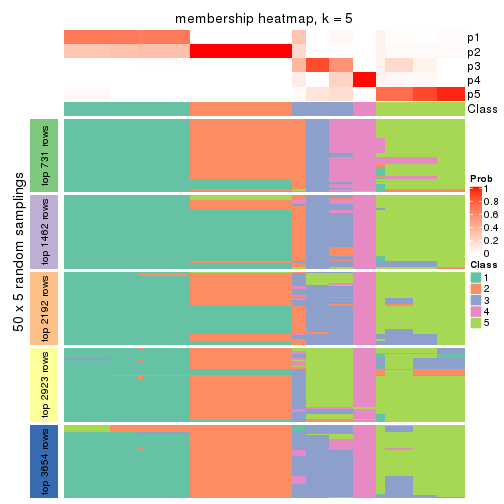 membership heatmap, k = 5
p1
p2
p3
p4
p5
Class
50 x 5 random samplings
top 731 rows
top 1462 rows
top 2192 rows
top 2923 rows
top 3654 rows
Prob
1
0.8
0.6
0.4
0.2
0
Class
1
2
3
4
5